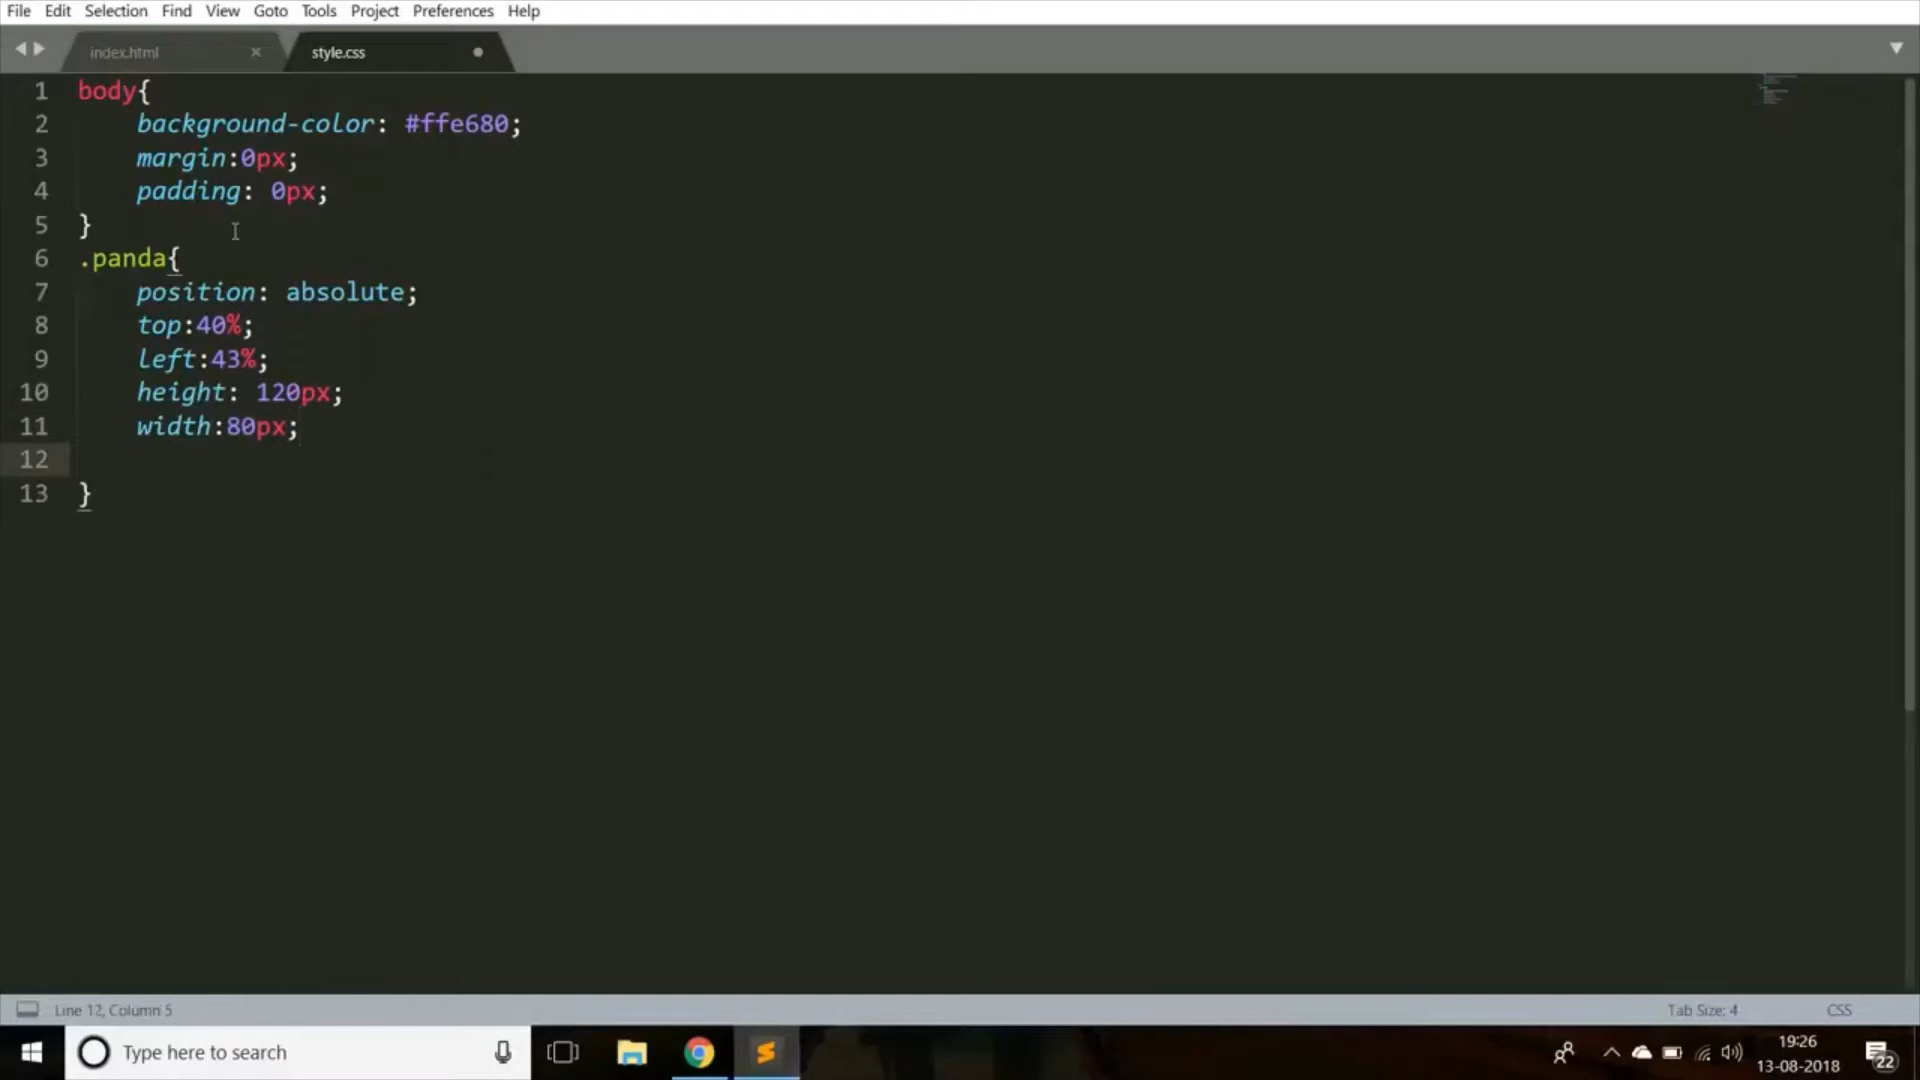 File Edit Selection Find View Goto Tools Project Preferences Help
index.html × style.css
1 body{
2 background-color: #ffe680;
3 margin:0px;
4 padding: 0px;
5 }
6 .panda{
7 position: absolute;
8 top:40%;
9 left:43%;
10 height: 120px;
11 width:80px;
12
13 }
Line 12, Column 5 Tab Size: 4 CSS
Type here to search 19:26
13-08-2018 22